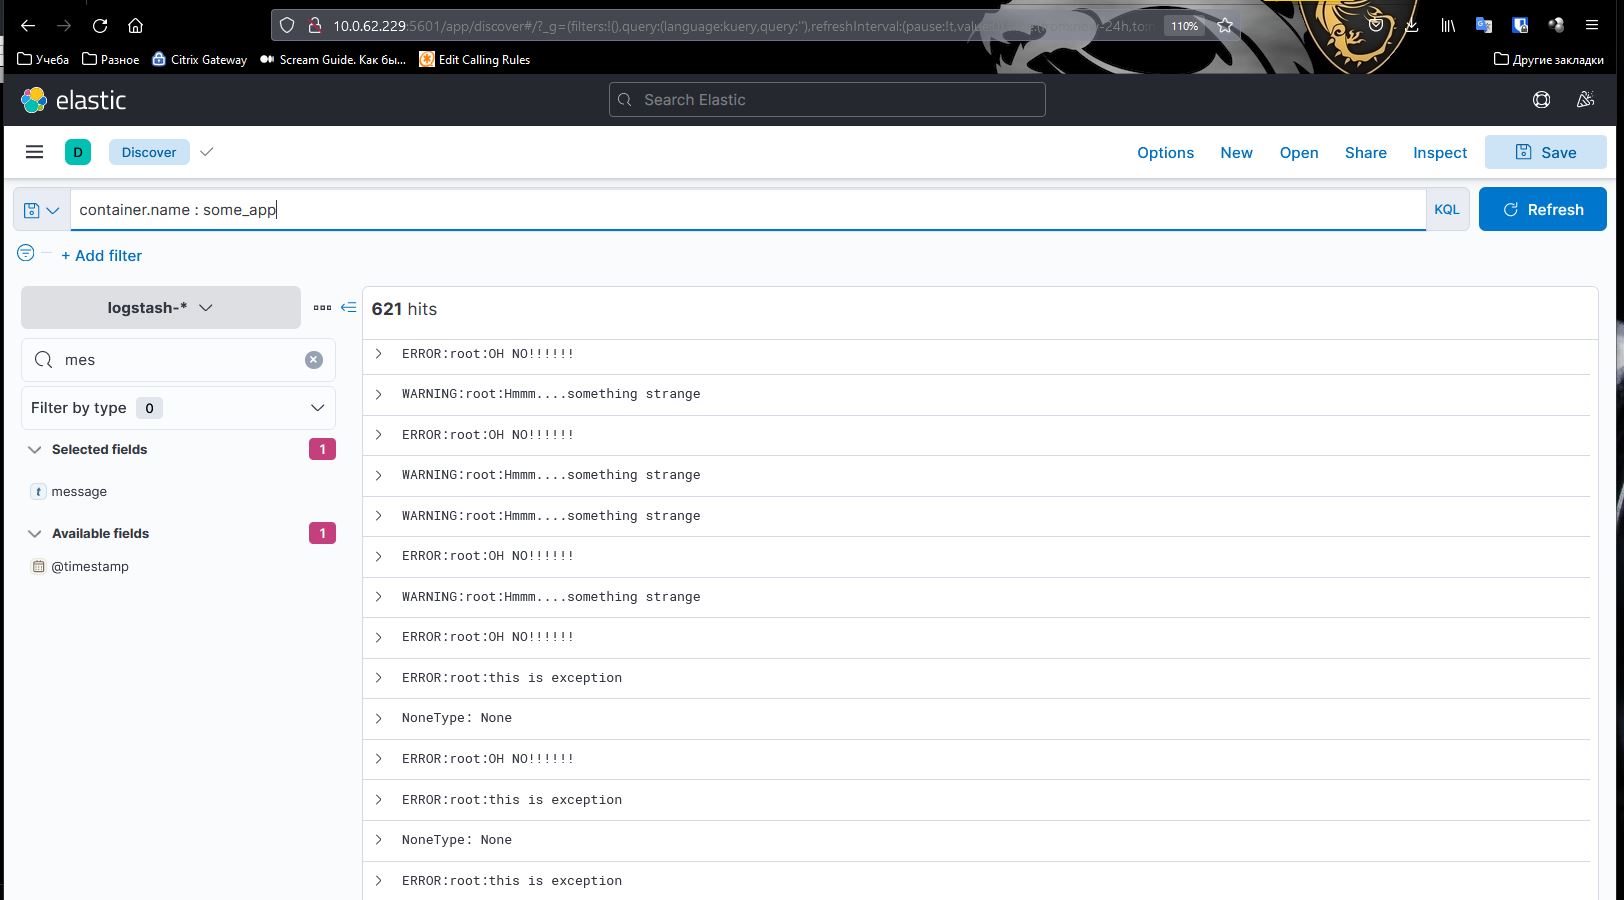 10.0.62.229:5601/app/discover#/?_g=(filters:!(),query:(language:kuery,query:''),refreshInterval:(pause:!t,value:
110%
Учеба
Разное
Citrix Gateway
Scream Guide. Как бы...
Edit Calling Rules
Другие закладки
elastic
Search Elastic
D
Discover
Options
New
Open
Share
Inspect
Save
container.name : some_app
KQL
Refresh
+ Add filter
logstash-*
621 hits
mes
Filter by type 0
Selected fields 1
t message
Available fields 1
@timestamp
ERROR:root:OH NO!!!!!!
WARNING:root:Hmmm....something strange
ERROR:root:OH NO!!!!!!
WARNING:root:Hmmm....something strange
WARNING:root:Hmmm....something strange
ERROR:root:OH NO!!!!!!
WARNING:root:Hmmm....something strange
ERROR:root:OH NO!!!!!!
ERROR:root:this is exception
NoneType: None
ERROR:root:OH NO!!!!!!
ERROR:root:this is exception
NoneType: None
ERROR:root:this is exception